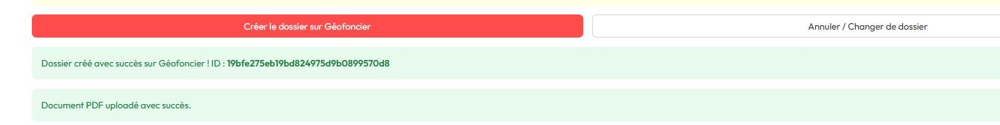 Créer le dossier sur Géofoncier
Annuler / Changer de dossier
Dossier créé avec succès sur Géofoncier ! ID : 19bfe275eb19bd824975d9b0899570d8
Document PDF uploadé avec succès.